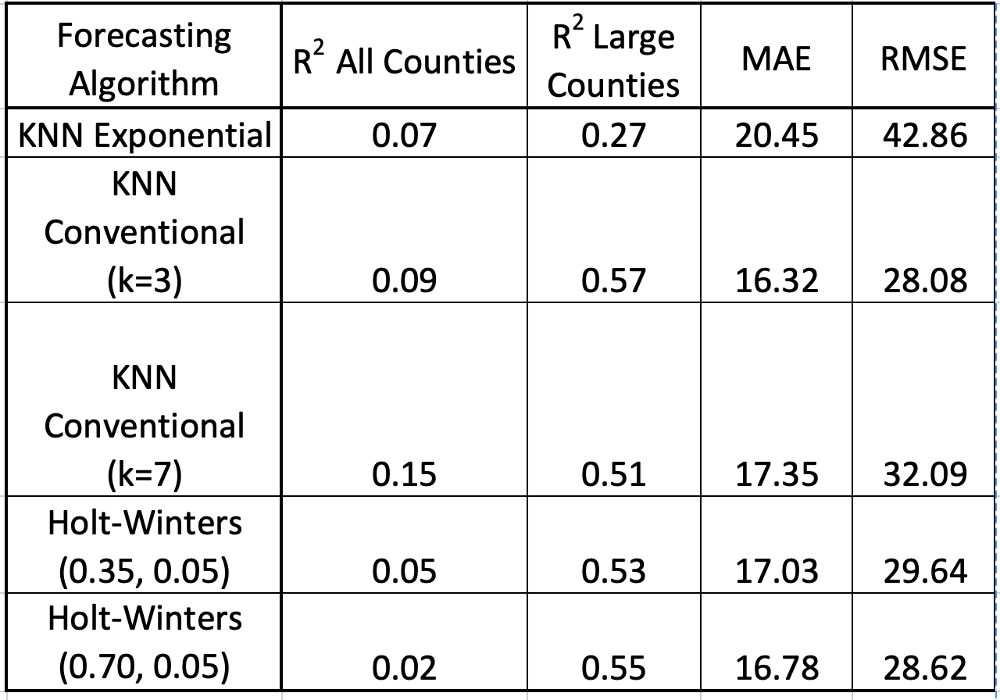 Forecasting Algorithm R² All Counties R² Large Counties MAE RMSE
KNN Exponential 0.07 0.27 20.45 42.86
KNN
Conventional
(k=3) 0.09 0.57 16.32 28.08
KNN
Conventional
(k=7) 0.15 0.51 17.35 32.09
Holt-Winters
(0.35, 0.05) 0.05 0.53 17.03 29.64
Holt-Winters
(0.70, 0.05) 0.02 0.55 16.78 28.62